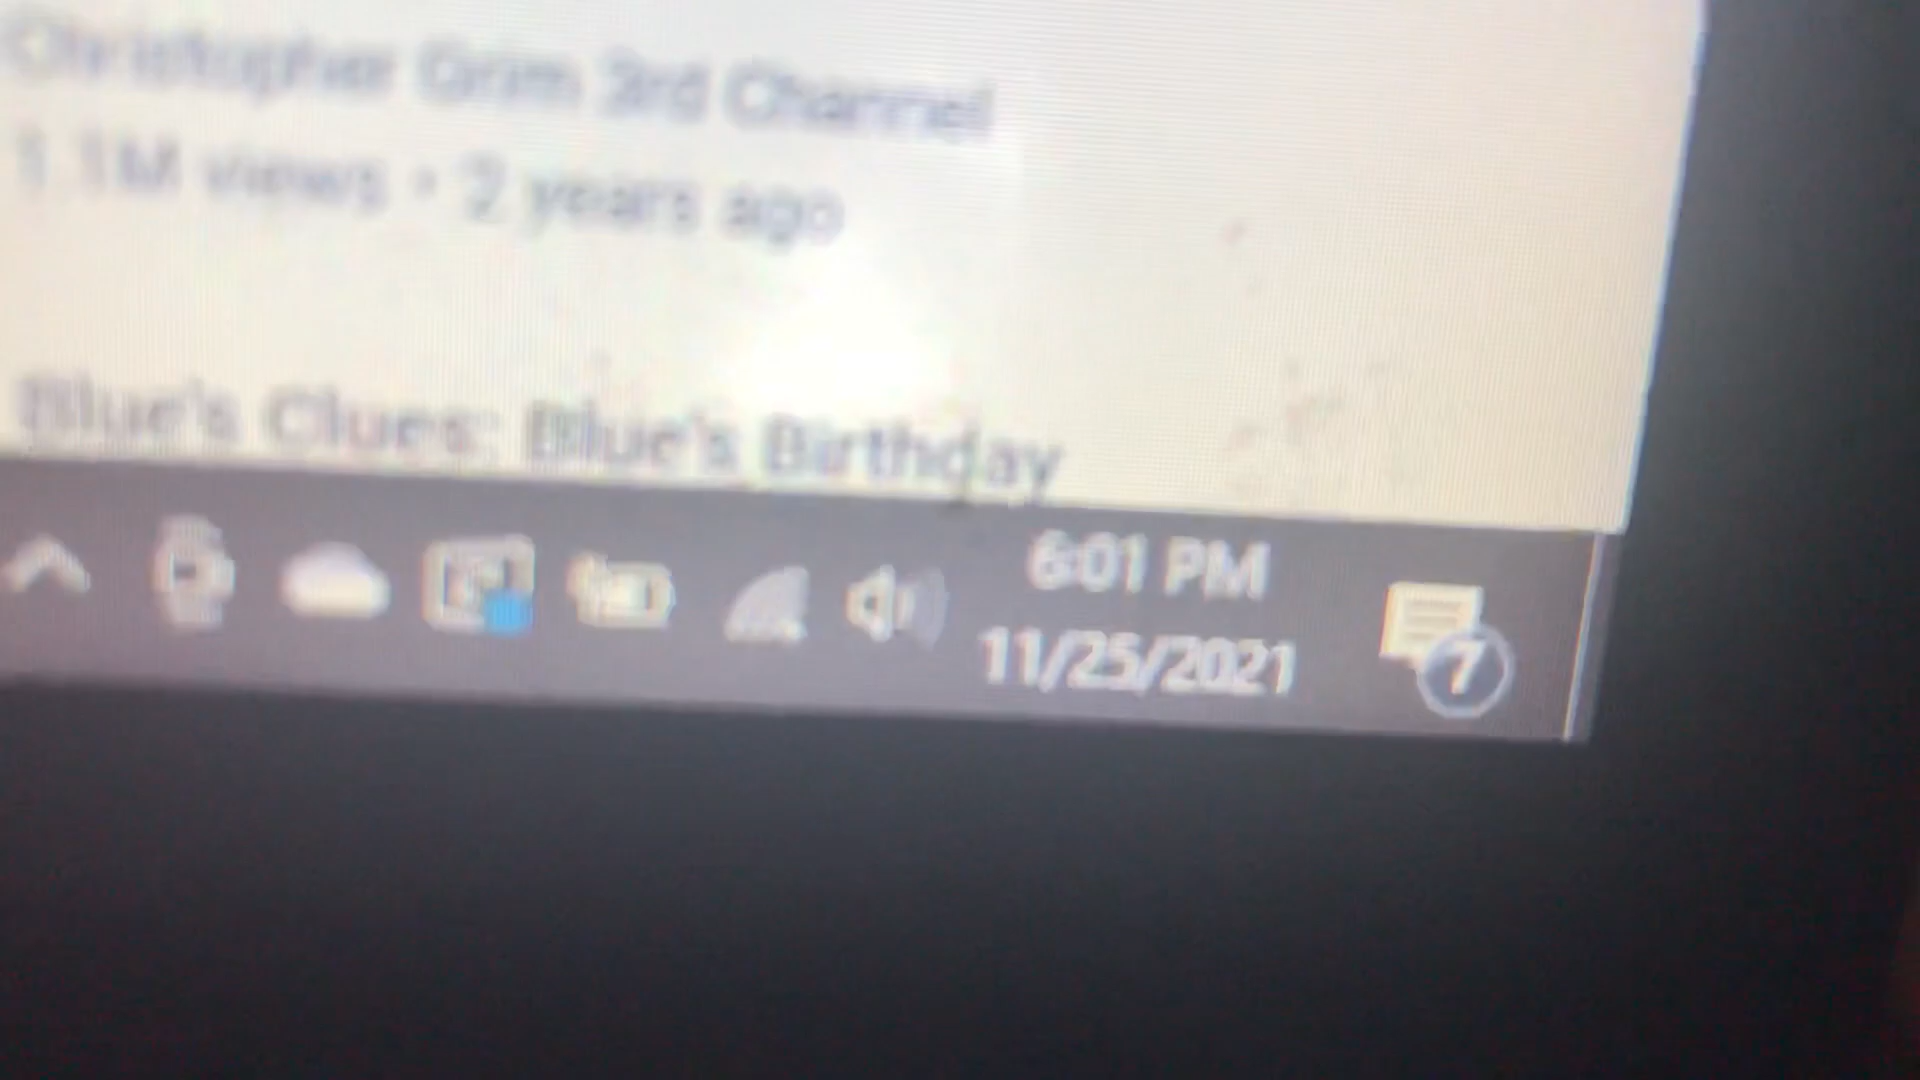 Christopher Grim 3rd Channel
1.1M views • 2 years ago
Blue's Clues: Blue's Birthday
6:01 PM
11/25/2021
7